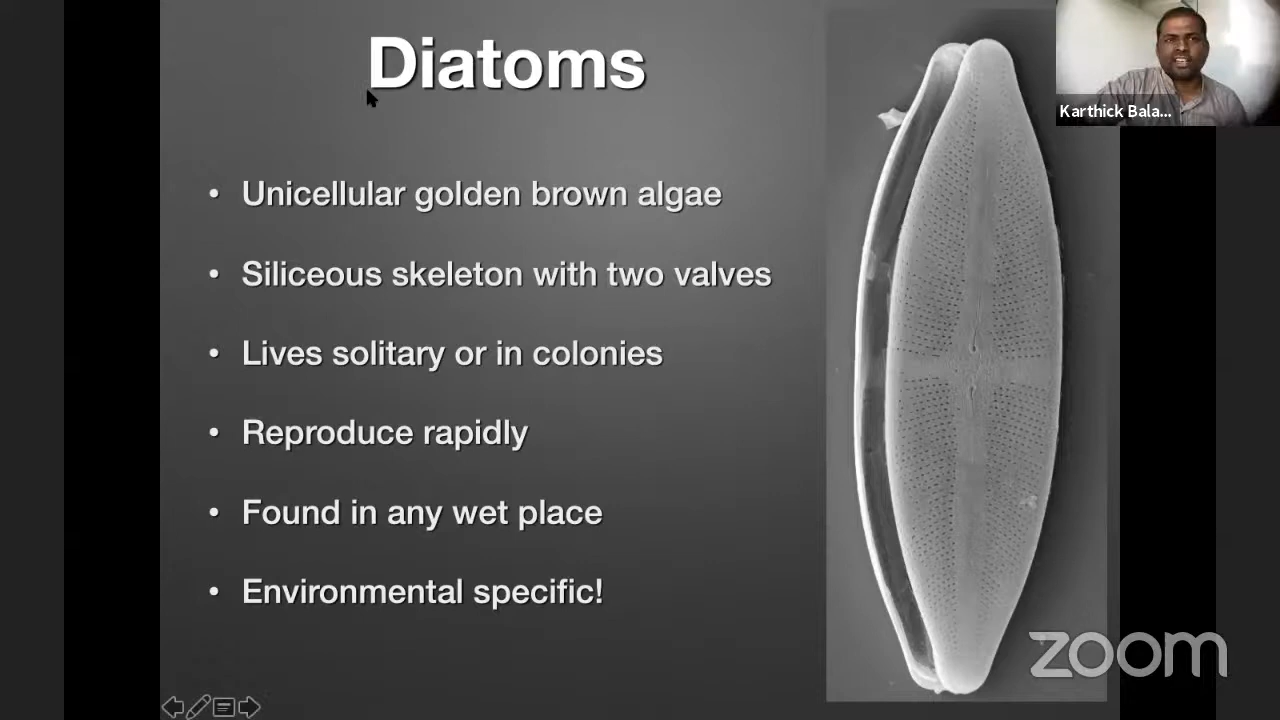 Diatoms
• Unicellular golden brown algae
• Siliceous skeleton with two valves
• Lives solitary or in colonies
• Reproduce rapidly
• Found in any wet place
• Environmental specific!
Karthick Bala...
zoom